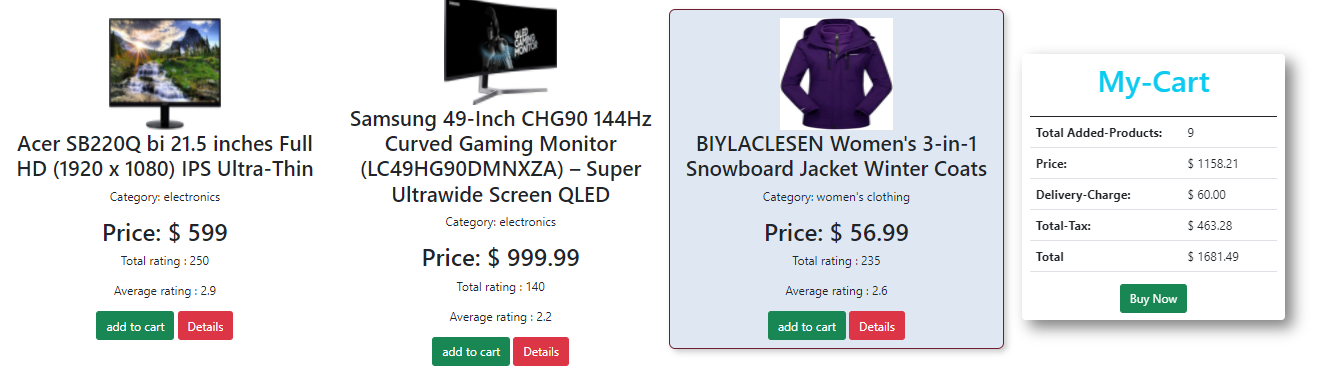 SAMSUNG
QLED
GAMING
MONITOR
Acer SB220Q bi 21.5 inches Full
HD (1920 x 1080) IPS Ultra-Thin
Category: electronics
Price: $ 599
Total rating : 250
Average rating : 2.9
add to cart
Details
Samsung 49-Inch CHG90 144Hz
Curved Gaming Monitor
(LC49HG90DMNXZA) – Super
Ultrawide Screen QLED
Category: electronics
Price: $ 999.99
Total rating : 140
Average rating : 2.2
add to cart
Details
BIYLACLESEN Women's 3-in-1
Snowboard Jacket Winter Coats
Category: women's clothing
Price: $ 56.99
Total rating : 235
Average rating : 2.6
add to cart
Details
My-Cart
Total Added-Products: 9
Price: $ 1158.21
Delivery-Charge: $ 60.00
Total-Tax: $ 463.28
Total $ 1681.49
Buy Now